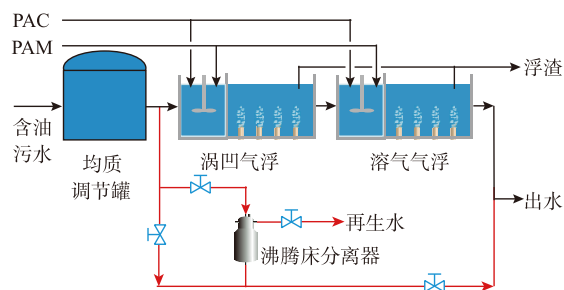 PAC
PAM
浮渣
含油
污水
均质
调节罐
涡凹气浮
溶气气浮
出水
再生水
沸腾床分离器